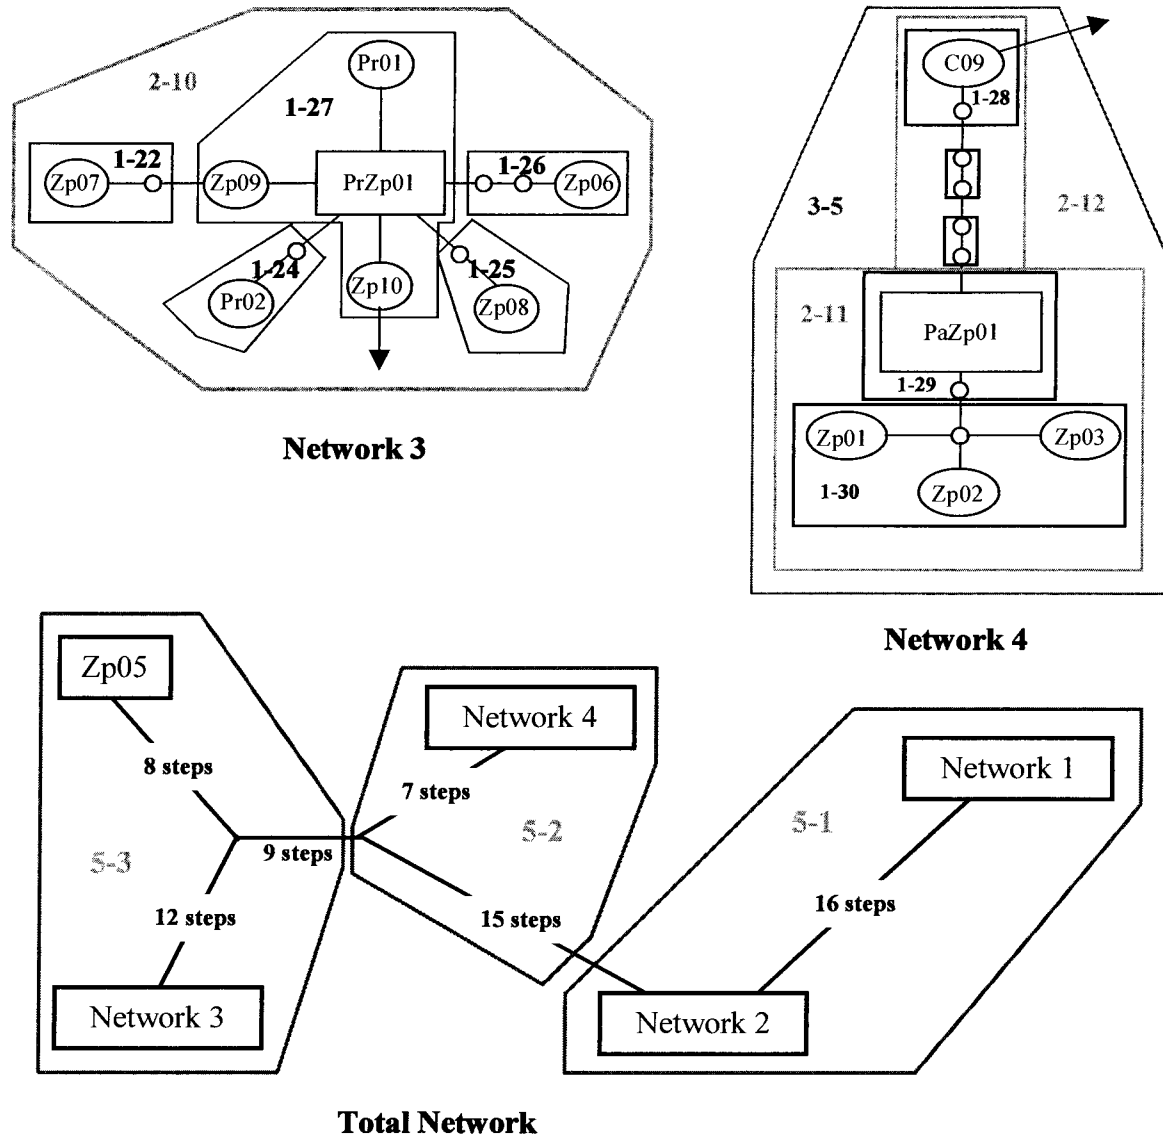 Pr01
2-10
1-27
1-22
1-26
Zp07
Zp09
PrZp01
Zp06
1-24
1-25
Pr02
Zp10
Zp08
Network 3
C09
1-28
3-5
2-12
2-11
PaZp01
1-29
Zp01
Zp03
Zp02
1-30
Network 4
Zp05
Network 4
Network 1
8 steps
7 steps
5-2
5-1
9 steps
5-3
12 steps
15 steps
16 steps
Network 3
Network 2
Total Network